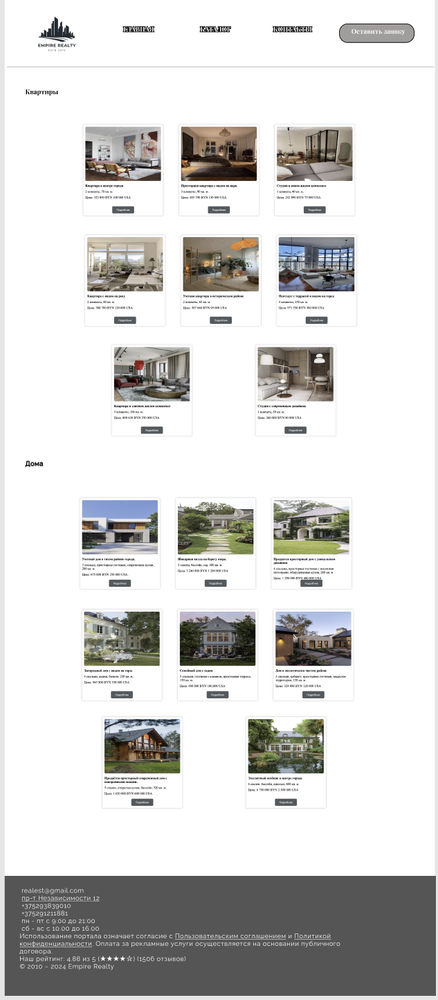 EMPIRE REALTY
ESTD 2010
ГЛАВНАЯ
КАТАЛОГ
КОНТАКТЫ
Оставить заявку
Квартиры
Квартира в центре города
2 комнаты, 70 кв. м.
Цена: 323 850 BYN 100 000 USA
Подробнее
Просторная квартира с видом на парк
3 комнаты, 90 кв. м.
Цена: 485 790 BYN 150 000 USA
Подробнее
Студия в новом жилом комплексе
1 комната, 40 кв. м.
Цена: 242 890 BYN 75 000 USA
Подробнее
Квартира с видом на реку
2 комнаты, 80 кв. м.
Цена: 388 700 BYN 120 000 USA
Подробнее
Уютная квартира в историческом районе
2 комнаты, 65 кв. м.
Цена: 307 660 BYN 95 000 USA
Подробнее
Пентхаус с террасой и видом на город
4 комнаты, 150 кв. м.
Цена: 971 550 BYN 300 000 USA
Подробнее
Квартира в элитном жилом комплексе
3 комнаты, 100 кв. м.
Цена: 809 630 BYN 250 000 USA
Подробнее
Студия с современным дизайном
1 комната, 50 кв. м.
Цена: 260 000 BYN 80 000 USA
Подробнее
Дома
Уютный дом в тихом районе города.
3 спальни, просторная гостиная, современная кухня,
200 кв. м.
Цена: 675 000 BYN 250 000 USA.
Подробнее
Шикарная вилла на берегу озера.
5 спален, бассейн, сад, 400 кв. м.
Цена: 3 240 000 BYN 1 200 000 USA
Подробнее
Продается просторный дом с уникальным
дизайном
4 спальни, просторная гостиная с высокими
потолками, оборудованная кухня, 280 кв. м
Цена: 1 296 000 BYN 480 000 USA
Подробнее
Загородный дом с видом на горы
4 спальни, камин, балкон, 220 кв. м.
Цена: 945 000 BYN 350 000 USA
Подробнее
Семейный дом с садом
3 спальни, гостиная с камином, просторная терраса,
150 кв. м.
Цена: 486 000 BYN 180,000 USA
Подробнее
Дом в экологически чистом районе
3 спальни, кабинет, просторная гостиная, закрытая
территория, 120 кв. м.
Цена: 324 000 BYN 120 000 USA
Подробнее
Продаётся просторный современный дом с
панорамными окнами.
5 спален, открытая кухня, бассейн, 320 кв. м.
Цена: 1 620 000 BYN 600 000 USA
Подробнее
Элегантный особняк в центре города
6 спален, бассейн, кинозал, 600 кв. м.
Цена: 6 750 000 BYN 2 500 000 USA
Подробнее
realest@gmail.com
пр-т Независимости 12
+375293839010
+375291211881
пн - пт с 9:00 до 21:00
сб - вс с 10.00 до 16.00
Использование портала означает согласие с Пользовательским соглашением и Политикой
конфиденциальности. Оплата за рекламные услуги осуществляется на основании публичного
договора.
Наш рейтинг: 4.88 из 5 (★★★★☆) (1506 отзывов)
© 2010 – 2024 Empire Realty